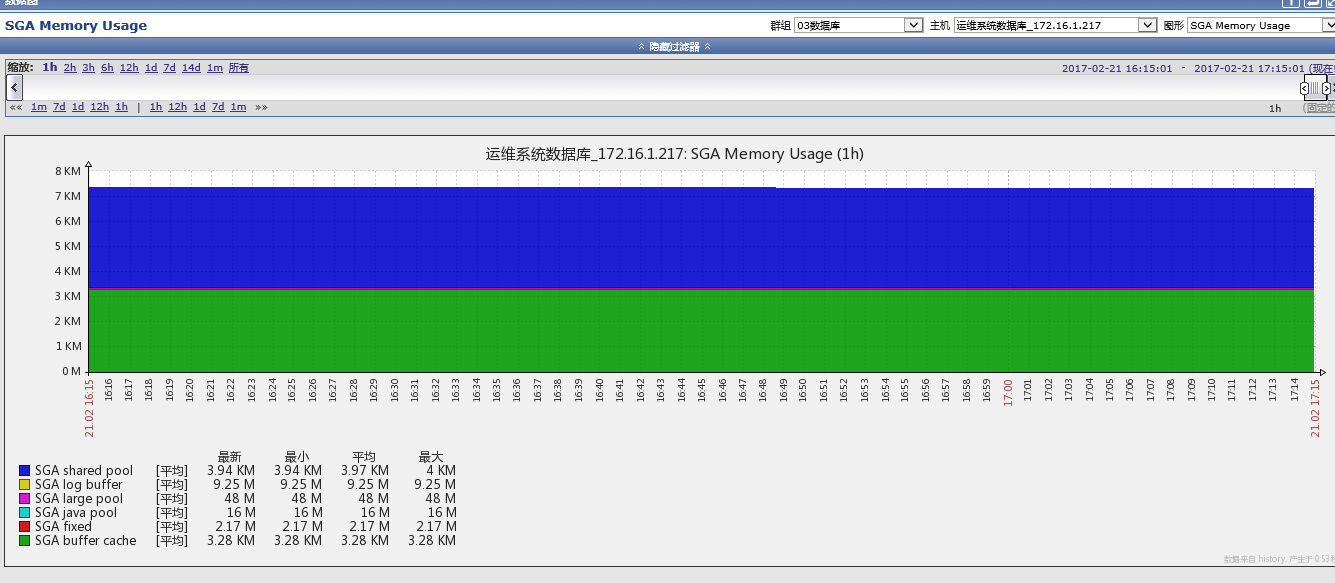 数据图
SGA Memory Usage 群组 03数据库 主机 运维系统数据库_172.16.1.217 图形 SGA Memory Usage
隐藏过滤器
缩放: 1h 2h 3h 6h 12h 1d 7d 14d 1m 所有 2017-02-21 16:15:01 - 2017-02-21 17:15:01 (现在
«« 1m 7d 1d 12h 1h | 1h 12h 1d 7d 1m »» 1h (固定的
运维系统数据库_172.16.1.217: SGA Memory Usage (1h)
8 KM
7 KM
6 KM
5 KM
4 KM
3 KM
2 KM
1 KM
0 M
21.02 16:15 16:16 16:17 16:18 16:19 16:20 16:21 16:22 16:23 16:24 16:25 16:26 16:27 16:28 16:29 16:30 16:31 16:32 16:33 16:34 16:35 16:36 16:37 16:38 16:39 16:40 16:41 16:42 16:43 16:44 16:45 16:46 16:47 16:48 16:49 16:50 16:51 16:52 16:53 16:54 16:55 16:56 16:57 16:58 16:59 17:00 17:01 17:02 17:03 17:04 17:05 17:06 17:07 17:08 17:09 17:10 17:11 17:12 17:13 17:14 21.02 17:15
最新 最小 平均 最大
SGA shared pool [平均] 3.94 KM 3.94 KM 3.97 KM 4 KM
SGA log buffer [平均] 9.25 M 9.25 M 9.25 M 9.25 M
SGA large pool [平均] 48 M 48 M 48 M 48 M
SGA java pool [平均] 16 M 16 M 16 M 16 M
SGA fixed [平均] 2.17 M 2.17 M 2.17 M 2.17 M
SGA buffer cache [平均] 3.28 KM 3.28 KM 3.28 KM 3.28 KM
数据来自 history. 产生于 0.53